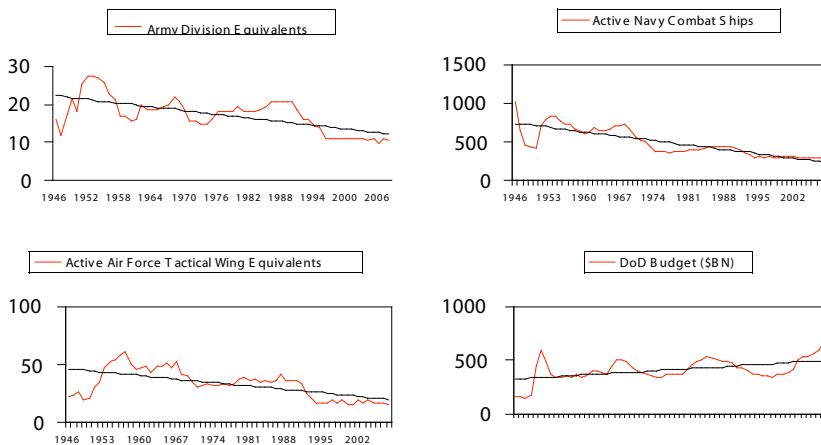 Army Division Equivalents
30
20
10
0
1946 1952 1958 1964 1970 1976 1982 1988 1994 2000 2006
Active Navy Combat Ships
1500
1000
500
0
1946 1953 1960 1967 1974 1981 1988 1995 2002
Active Air Force Tactical Wing Equivalents
100
50
0
1946 1953 1960 1967 1974 1981 1988 1995 2002
DoD Budget ($BN)
1000
500
0